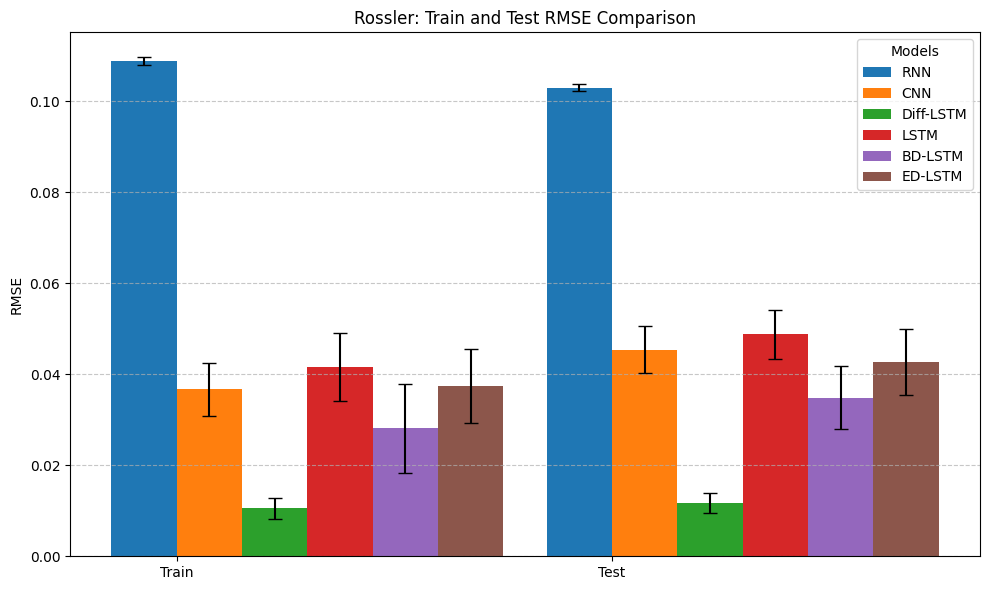 Rossler: Train and Test RMSE Comparison
RMSE
0.10
0.08
0.06
0.04
0.02
0.00
Train
Test
Models
RNN
CNN
Diff-LSTM
LSTM
BD-LSTM
ED-LSTM